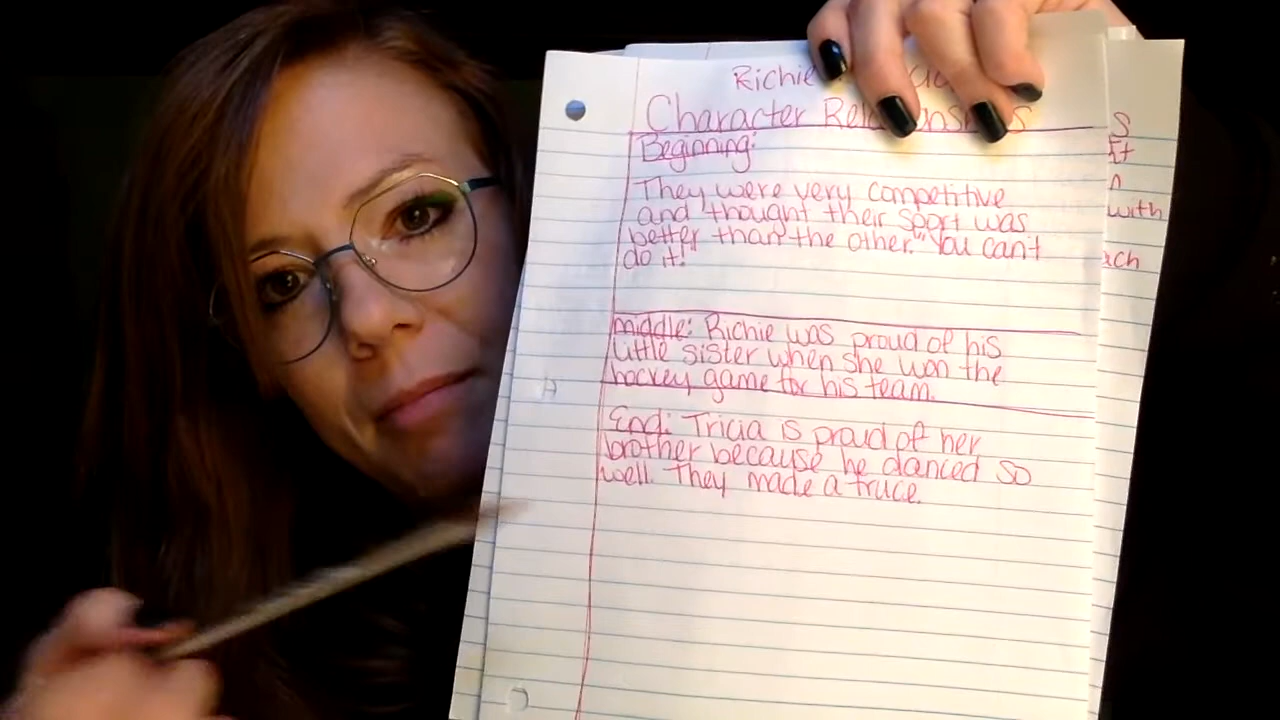 Richie
Character
Beginning:
They were very competitive
and thought their sport was
better than the other. "You can't
do it!"
middle: Richie was proud of his
little sister when she won the
hockey game for his team.
End: Tricia is proud of her
brother because he danced so
well. They made a truce.
with